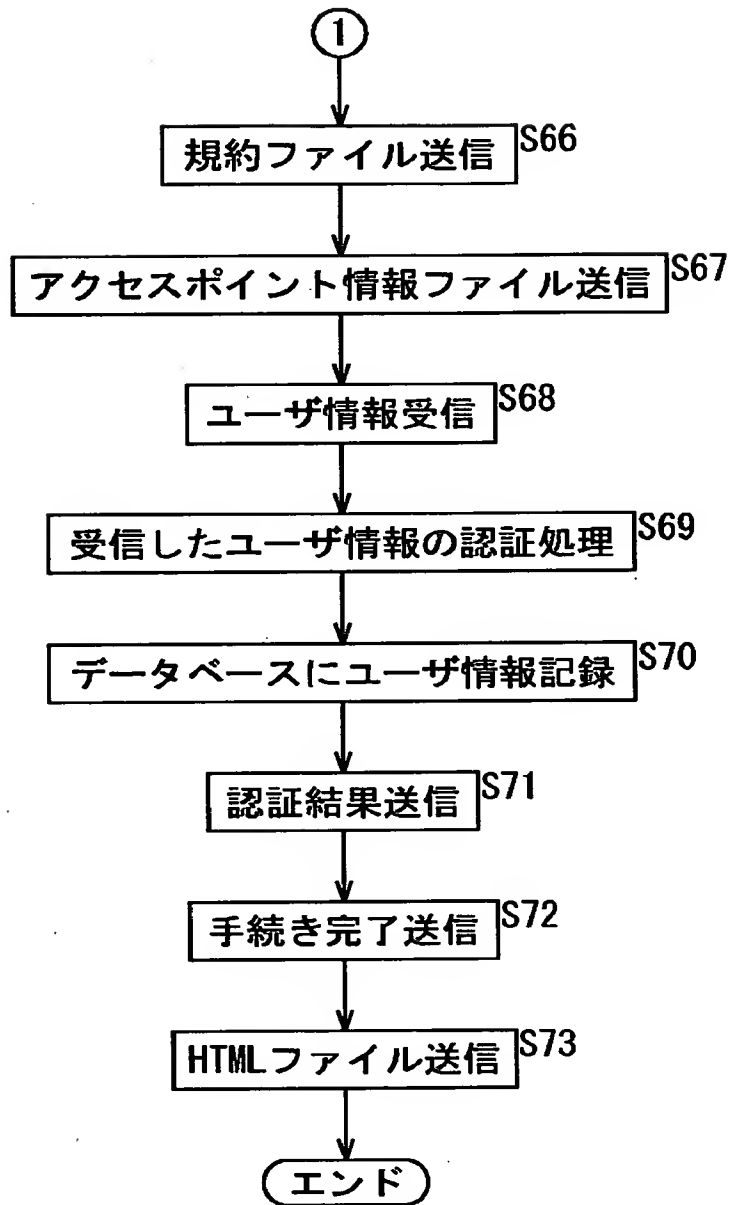 1
規約ファイル送信 S66
アクセスポイント情報ファイル送信 S67
ユーザ情報受信 S68
受信したユーザ情報の認証処理 S69
データベースにユーザ情報記録 S70
認証結果送信 S71
手続き完了送信 S72
HTMLファイル送信 S73
エンド